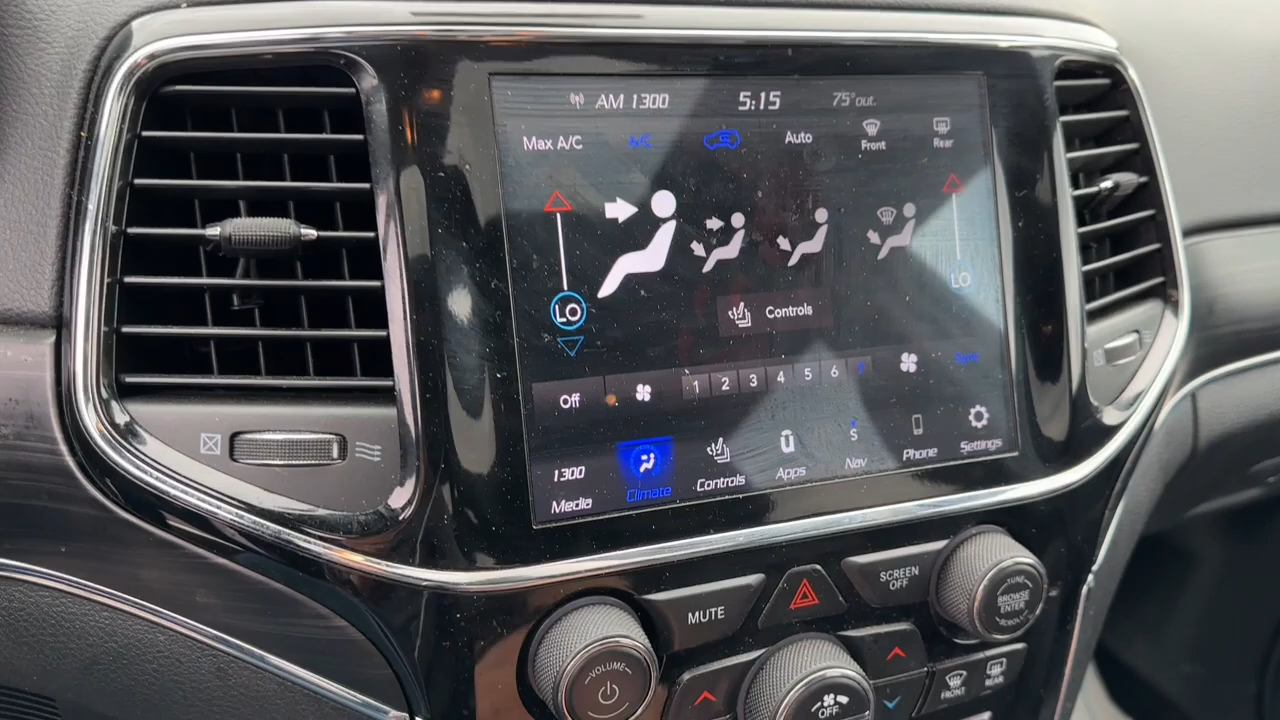 AM 1300 5:15 75° out.
Max A/C A/C Auto Front Rear
LO LO
Controls
Off 1 2 3 4 5 6 7 Sync
1300 S
Media Climate Controls Apps Nav Phone Settings
MUTE SCREEN OFF
TUNE
BROWSE
ENTER
SCROLL
VOLUME
OFF
FRONT REAR